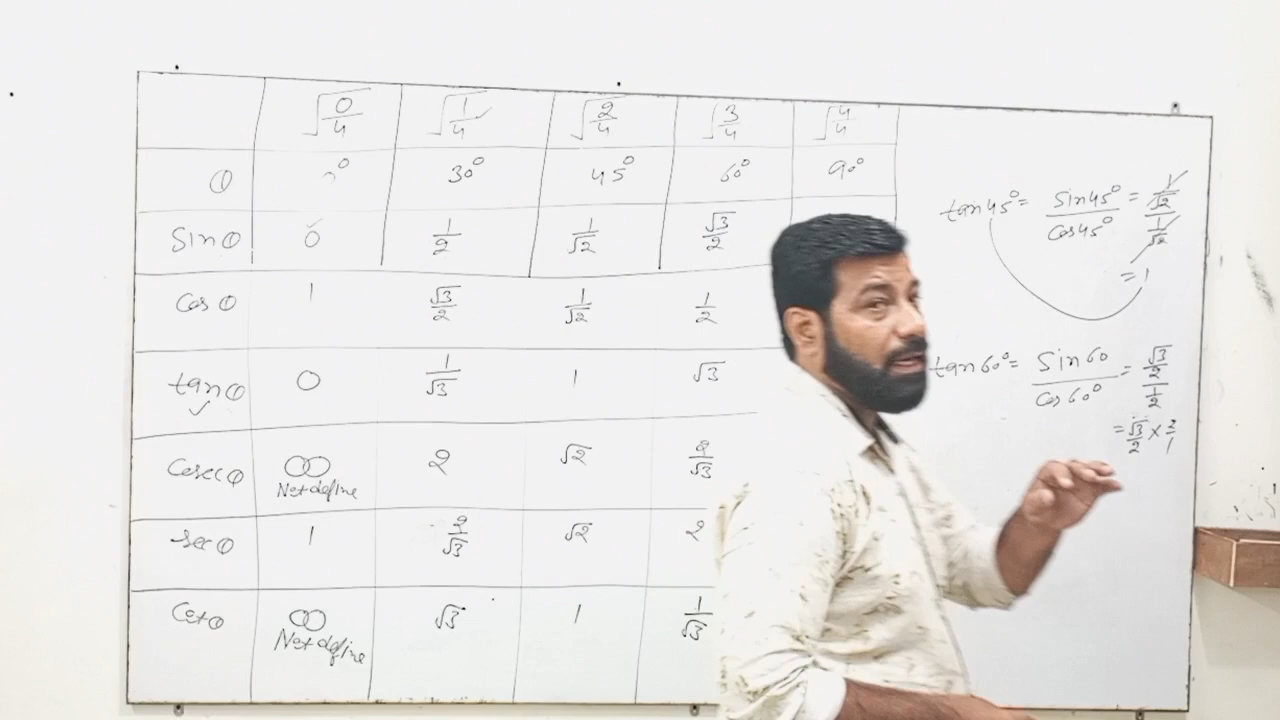 √0/4 √1/4 √2/4 √3/4 √4/4
θ 0° 30° 45° 60° 90°
Sinθ 0 1/2 1/√2 √3/2
Cosθ 1 √3/2 1/√2 1/2
tanθ 0 1/√3 1 √3
Cosecθ ∞ 2 √2 2/√3
Not define
Secθ 1 2/√3 √2 2
Cotθ ∞ √3 1 1/√3
Not define
tan45° = Sin45°/Cos45° = 1/√2 / 1/√2
= 1
tan60° = Sin60/Cos60° = √3/2 / 1/2
= √3/2 × 2/1